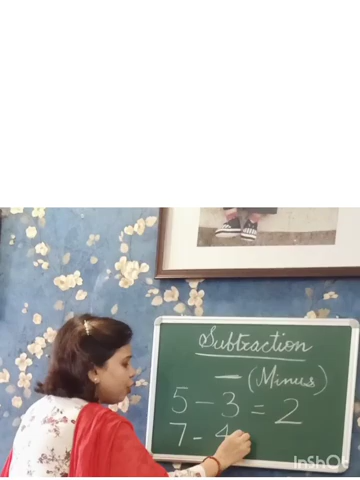 Subtraction
— (Minus)
5 - 3 = 2
7 - 4
InShot